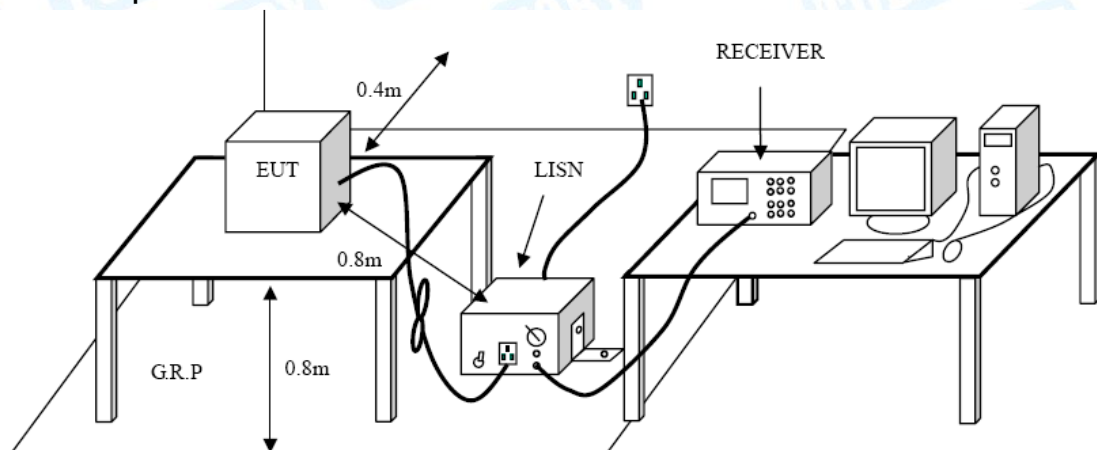 RECEIVER
0.4m
EUT
LISN
0.8m
G.R.P
0.8m